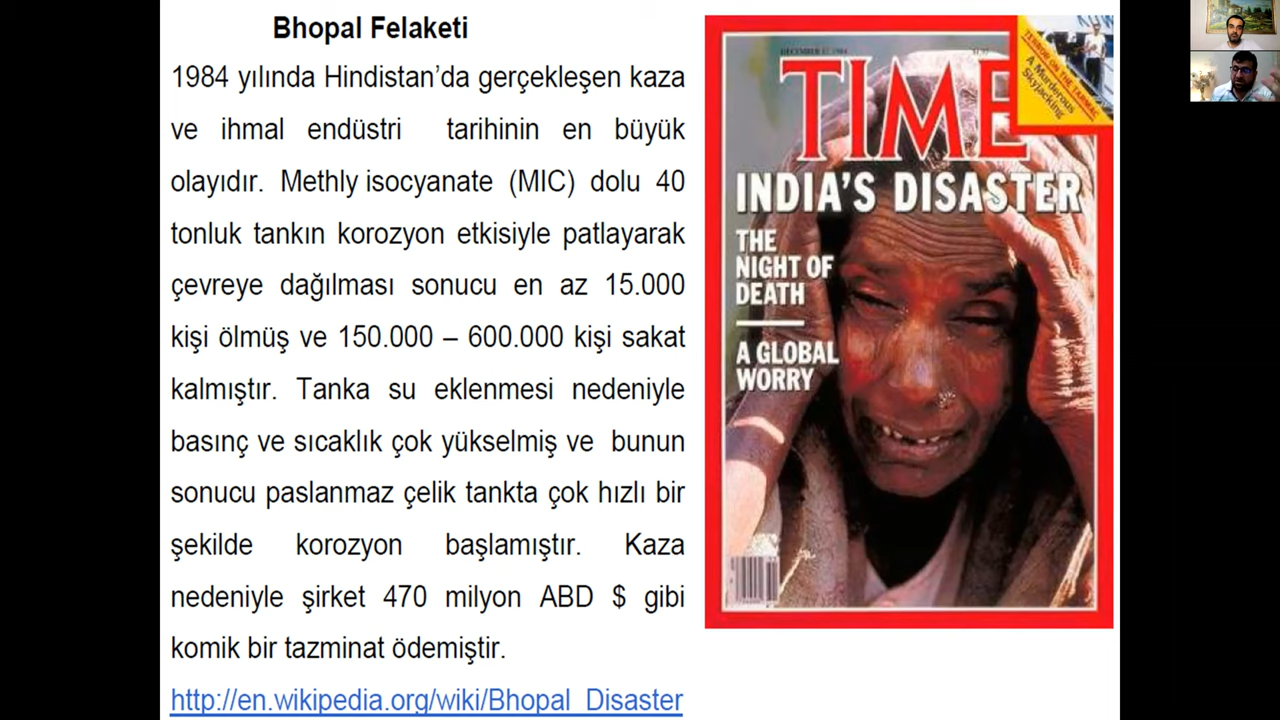 Bhopal Felaketi
1984 yılında Hindistan’da gerçekleşen kaza
ve ihmal endüstri tarihinin en büyük
olayıdır. Methly isocyanate (MIC) dolu 40
tonluk tankın korozyon etkisiyle patlayarak
çevreye dağılması sonucu en az 15.000
kişi ölmüş ve 150.000 – 600.000 kişi sakat
kalmıştır. Tanka su eklenmesi nedeniyle
basınç ve sıcaklık çok yükselmiş ve bunun
sonucu paslanmaz çelik tankta çok hızlı bir
şekilde korozyon başlamıştır. Kaza
nedeniyle şirket 470 milyon ABD $ gibi
komik bir tazminat ödemiştir.
http://en.wikipedia.org/wiki/Bhopal_Disaster
TERROR ON THE TARMAC
A Murderous
Skyjacking
TIME
INDIA’S DISASTER
THE
NIGHT OF
DEATH
A GLOBAL
WORRY